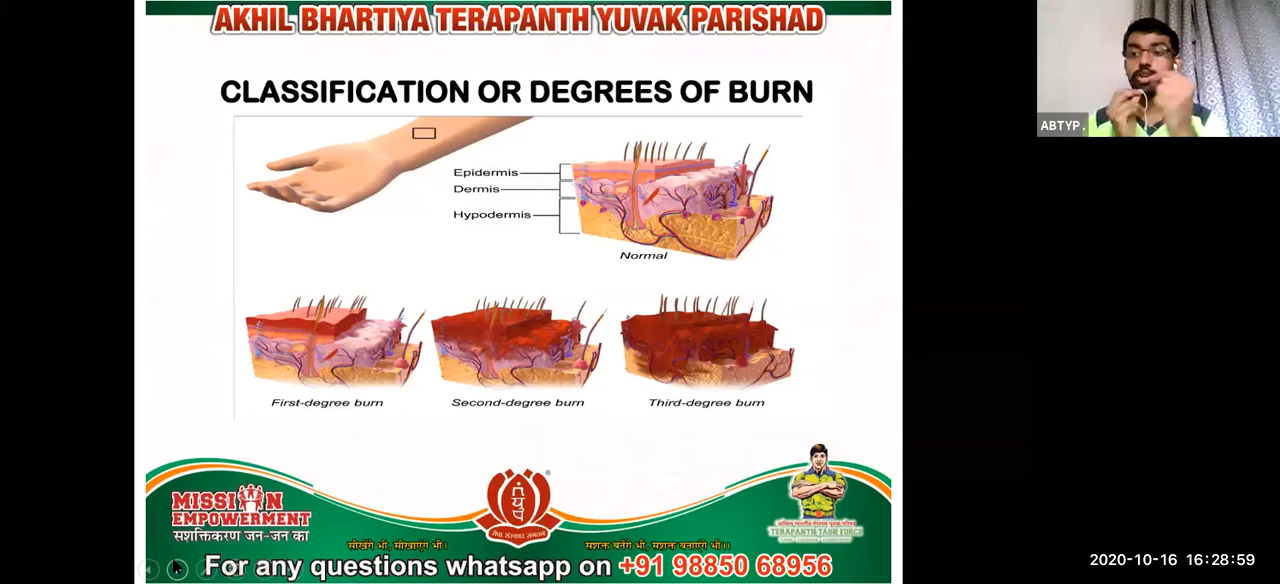 AKHIL BHARTIYA TERAPANTH YUVAK PARISHAD
ABTYP .
CLASSIFICATION OR DEGREES OF BURN
Epidermis
Dermis
Hypodermis
Normal
First-degree burn
Second-degree burn
Third-degree burn
MISSION
EMPOWERMENT
सशक्तिकरण जन-जन का
®
सेवा संस्कार संगठन
TERAPANTH TASK FORCE
सीखेंगे भी, सीखाएंगे भी।
सशक्त बनेंगे भी, सशक्त बनाएंगे भी।।
For any questions whatsapp on +91 98850 68956
2020-10-16 16:28:59